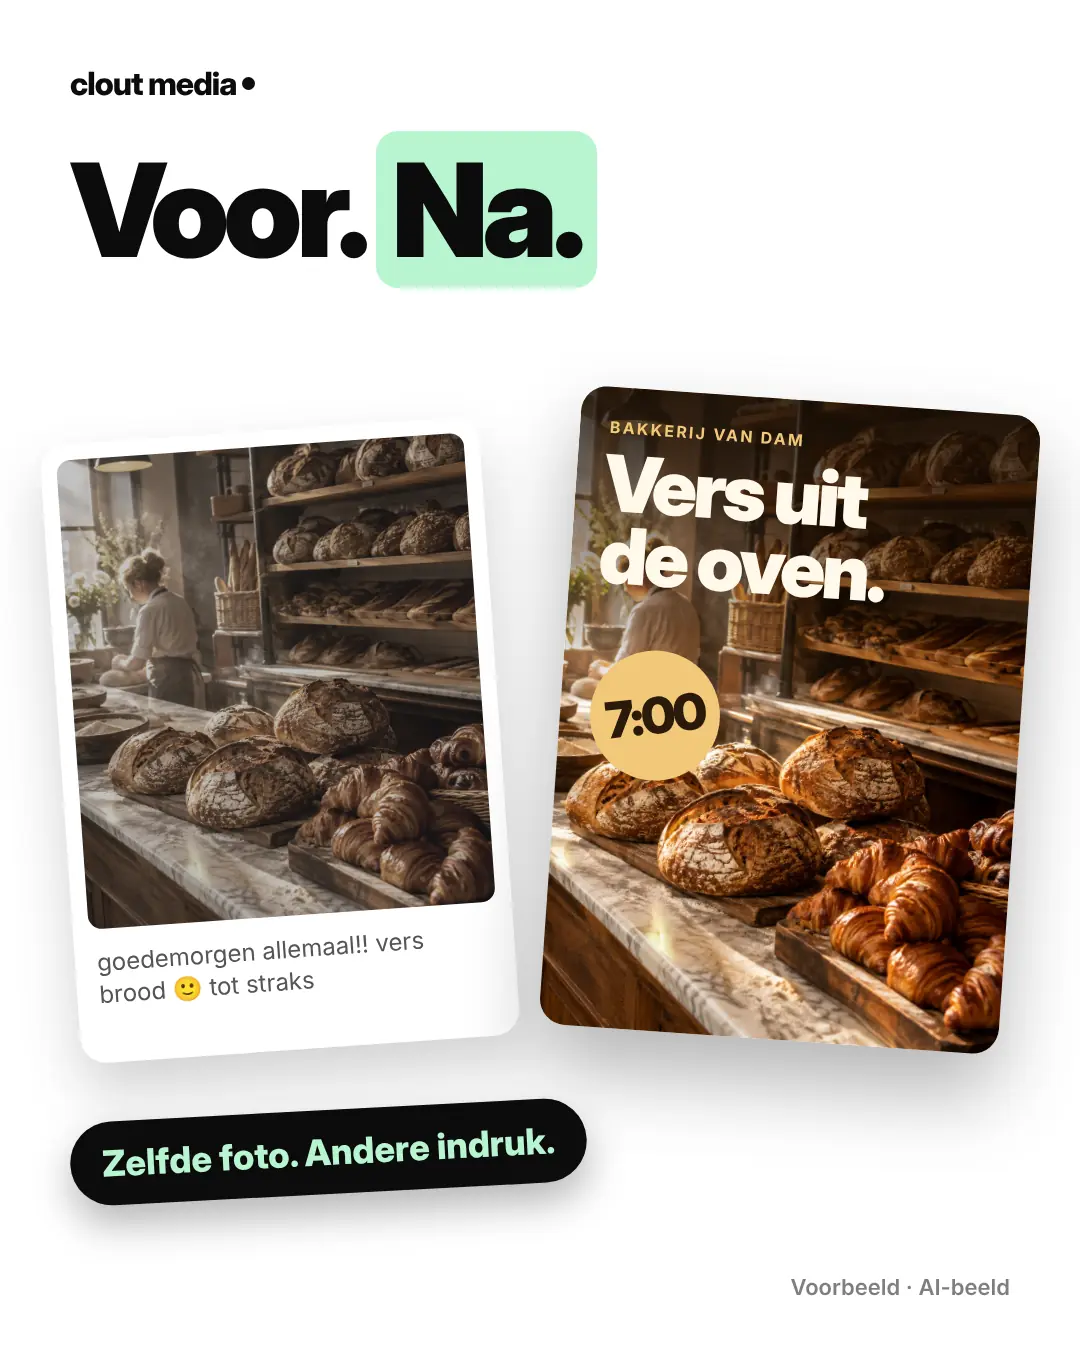 clout media
Voor. Na.
BAKKERIJ VAN DAM
Vers uit
de oven.
7:00
goedemorgen allemaal!! vers
brood 🙂 tot straks
Zelfde foto. Andere indruk.
Voorbeeld · AI-beeld